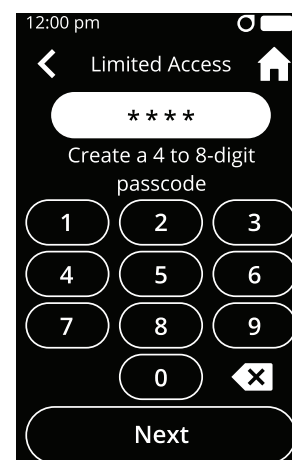 12:00 pm
Limited Access
****
Create a 4 to 8-digit
passcode
1 2 3
4 5 6
7 8 9
0
Next